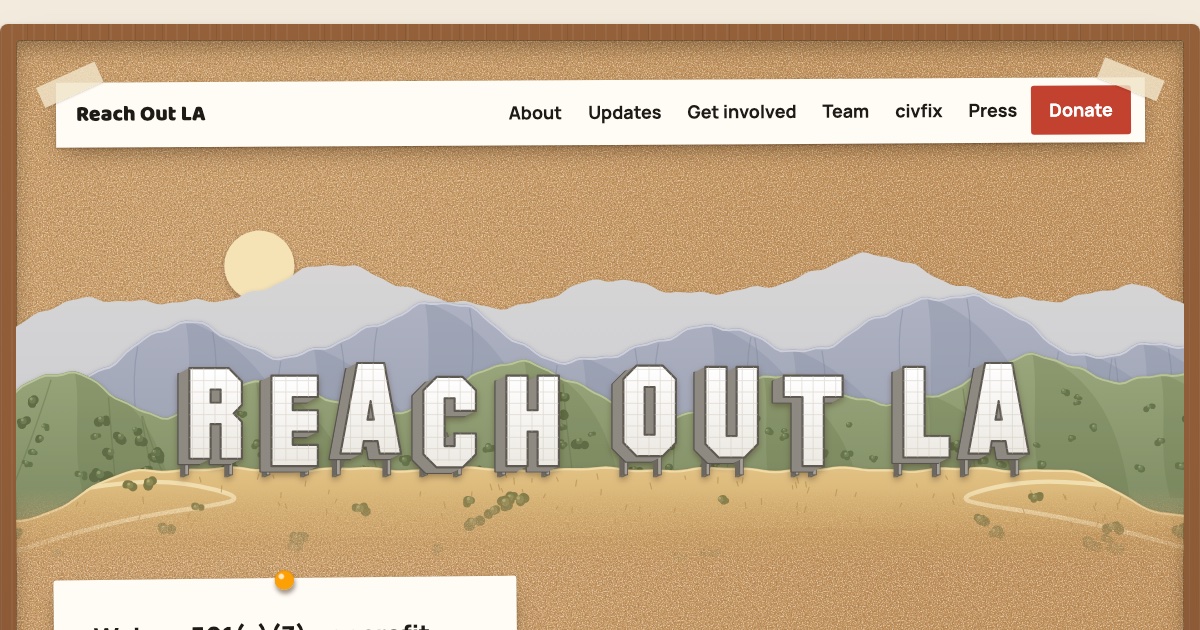 Reach Out LA
About Updates Get involved Team civfix Press Donate
REACH OUT LA